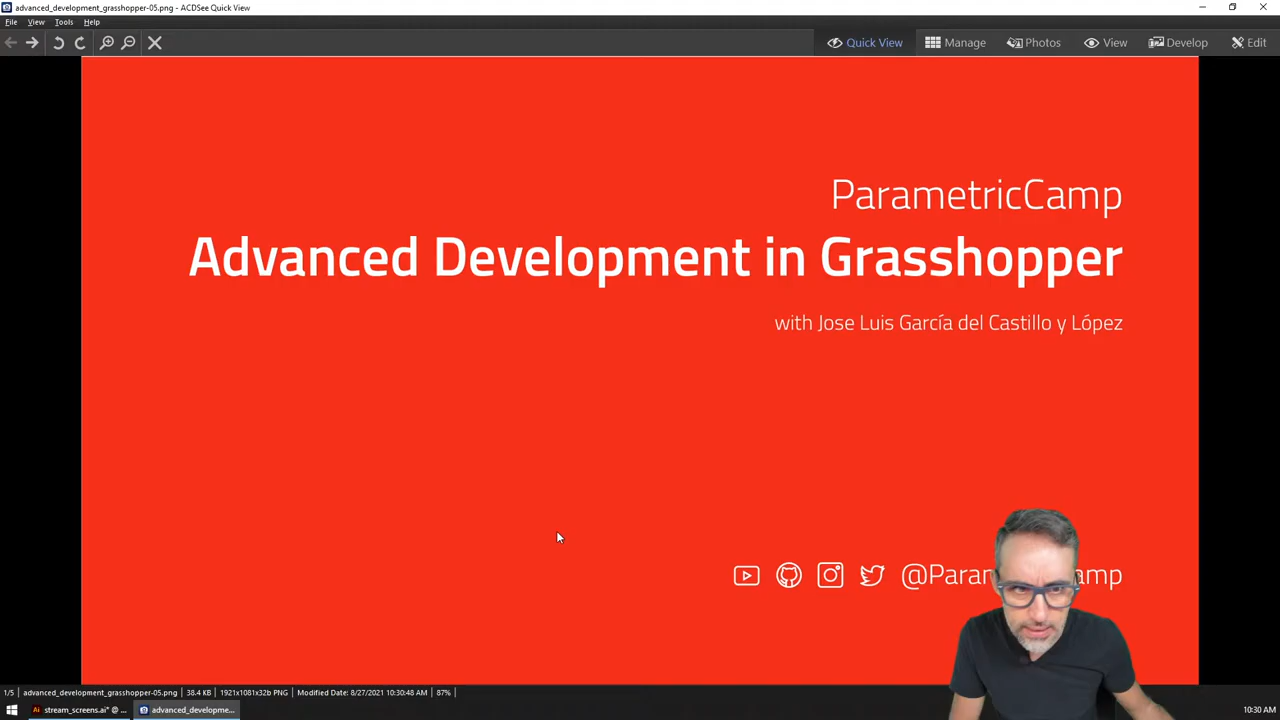 advanced_development_grasshopper-05.png - ACDSee Quick View
File View Tools Help
Quick View Manage Photos View Develop Edit
ParametricCamp
Advanced Development in Grasshopper
with Jose Luis García del Castillo y López
1/5 advanced_development_grasshopper-05.png 38.4 KB 1921x1081x32b PNG Modified Date: 8/27/2021 10:30:48 AM 87%
stream_screens.ai* @ ... advanced_developme... 10:30 AM